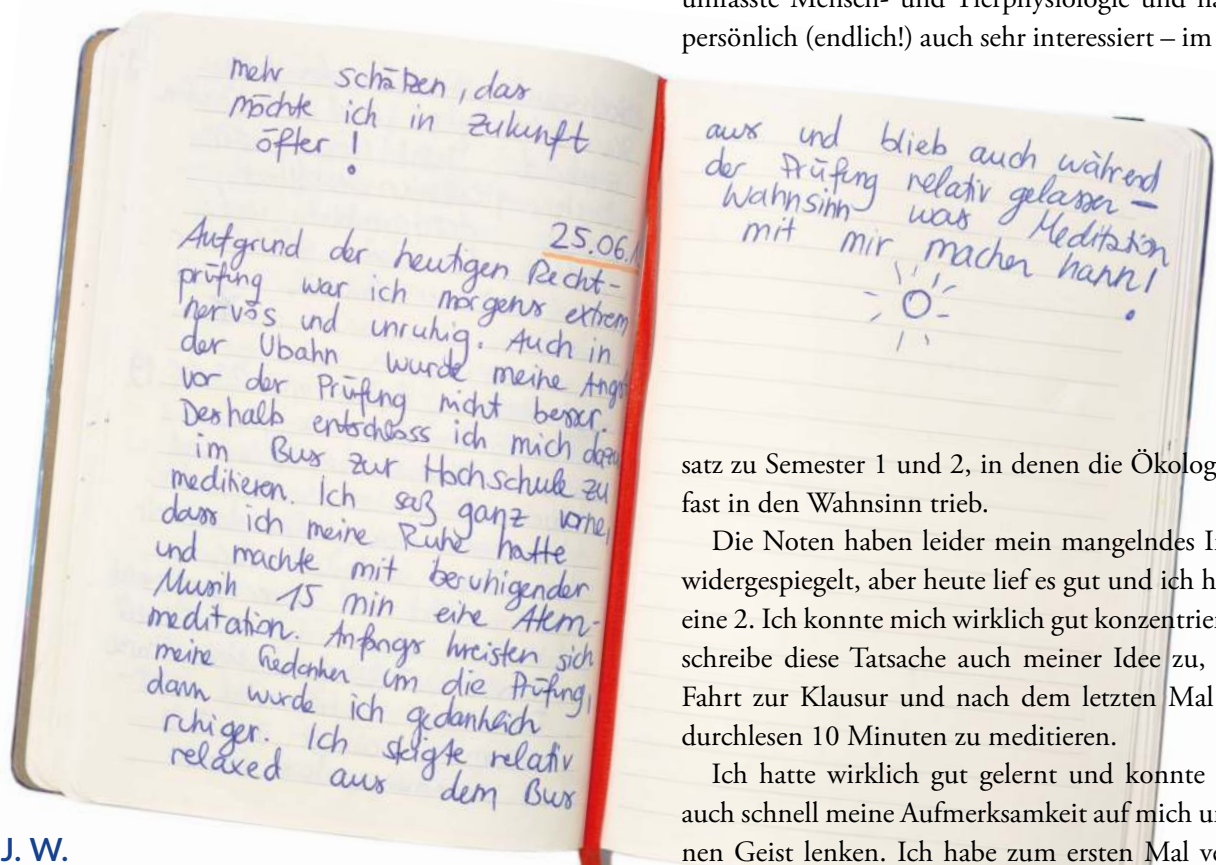 mehr schätzen, das
möchte ich in Zukunft
öfter!
25.06.1
Aufgrund der heutigen Recht-
prüfung war ich morgens extrem
nervös und unruhig. Auch in
der Ubahn wurde meine Angst
vor der Prüfung nicht besser.
Deshalb entschloss ich mich dazu
im Bus zur Hochschule zu
meditieren. Ich saß ganz vorne,
dass ich meine Ruhe hatte
und machte mit beruhigender
Musik 15 min eine Atem-
meditation. Anfangs kreisten sich
meine Gedanken um die Prüfung,
dann wurde ich gedanklich
ruhiger. Ich steigte relativ
relaxed aus dem Bus
aus und blieb auch während
der Prüfung relativ gelassen –
Wahnsinn was Meditation
mit mir machen kann!
J. W.
umfasste Mensch- und Tierphysiologie und
persönlich (endlich!) auch sehr interessiert – im
satz zu Semester 1 und 2, in denen die Ökolog
fast in den Wahnsinn trieb.
Die Noten haben leider mein mangelndes
widergespiegelt, aber heute lief es gut und ich
eine 2. Ich konnte mich wirklich gut konzentrier
schreibe diese Tatsache auch meiner Idee zu,
Fahrt zur Klausur und nach dem letzten Mal
durchlesen 10 Minuten zu meditieren.
Ich hatte wirklich gut gelernt und konnte
auch schnell meine Aufmerksamkeit auf mich
nen Geist lenken. Ich habe zum ersten Mal